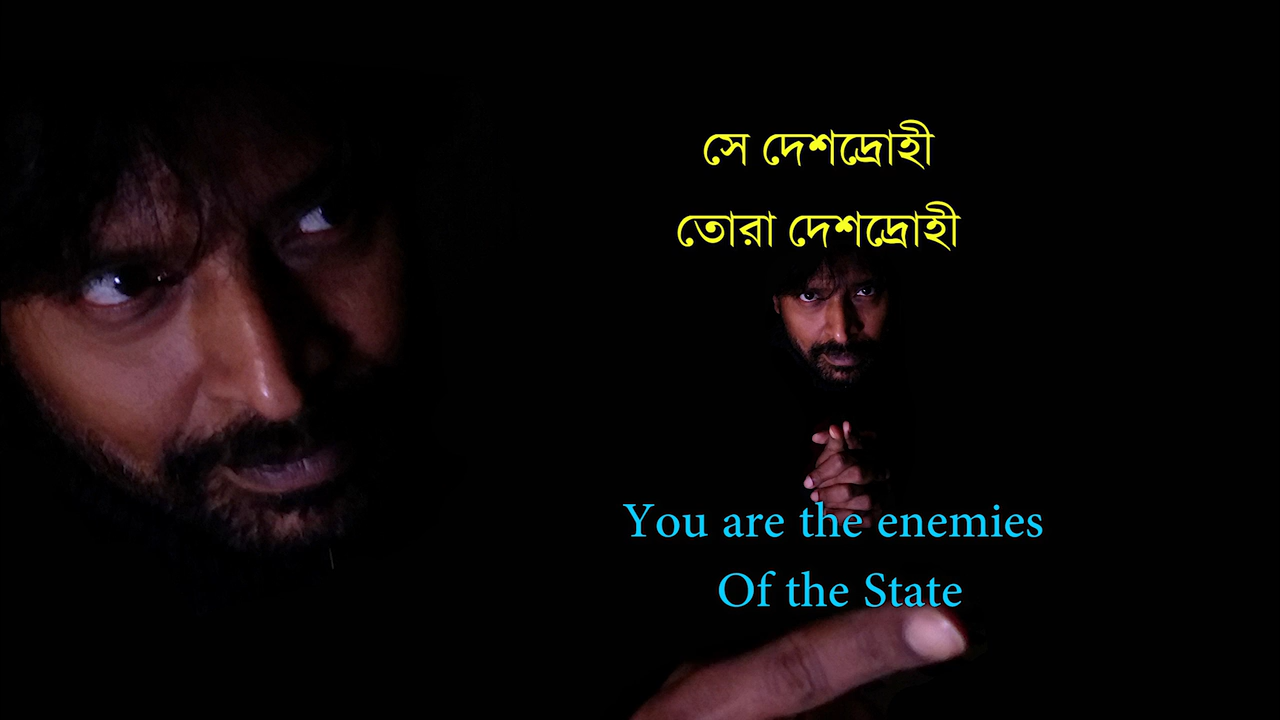 সে দেশদ্রোহী
তোরা দেশদ্রোহী
You are the enemies
Of the State